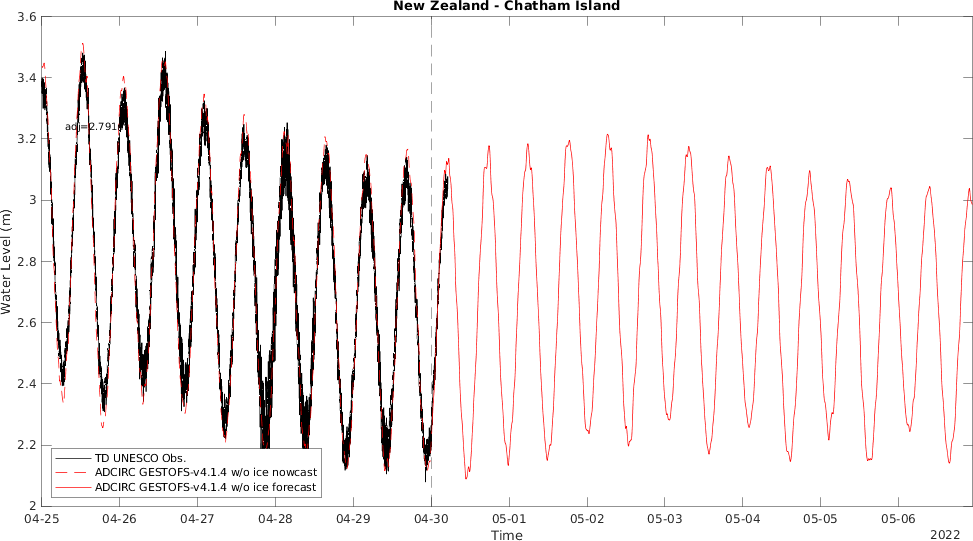 New Zealand - Chatham Island
3.6
3.4
3.2
3
2.8
2.6
2.4
2.2
2
Water Level (m)
adj=2.791
TD UNESCO Obs.
ADCIRC GESTOFS-v4.1.4 w/o ice nowcast
ADCIRC GESTOFS-v4.1.4 w/o ice forecast
04-25 04-26 04-27 04-28 04-29 04-30 05-01 05-02 05-03 05-04 05-05 05-06
Time
2022